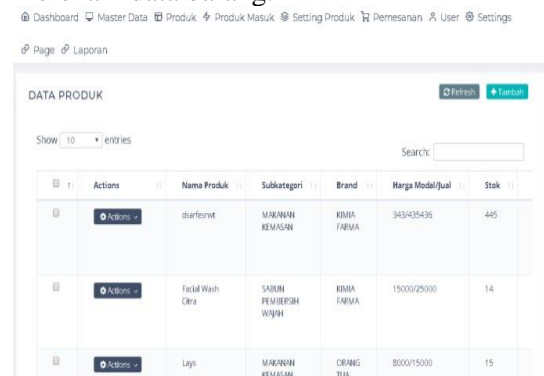 data barang.
Dashboard Master Data Produk Produk Masuk Setting Produk Pemesanan User Settings
Page Laporan
DATA PRODUK
Refresh Tambah
Show 10 entries
Search:
Actions Nama Produk Subkategori Brand Harga Modal/Jual Stok
Actions dsarfesrwt MAKANAN KEMASAN KIMIA FARMA 343/435436 445
Actions Facial Wash Citra SABUN PEMBERSIH WAJAH KIMIA FARMA 15000/25000 14
Actions Lays MAKANAN KEMASAN ORANG TUA 8000/15000 15